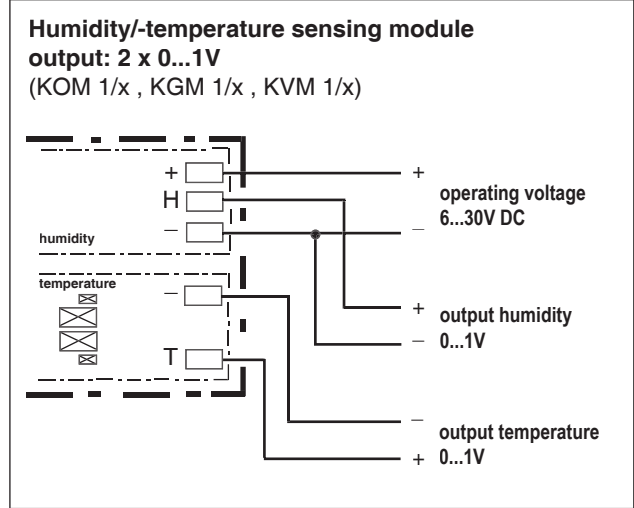 Humidity/-temperature sensing module
output: 2 x 0...1V
(KOM 1/x , KGM 1/x , KVM 1/x)
+ +
H operating voltage
6...30V DC
– –
humidity
temperature
–
+ output humidity
– 0...1V
T
– output temperature
+ 0...1V